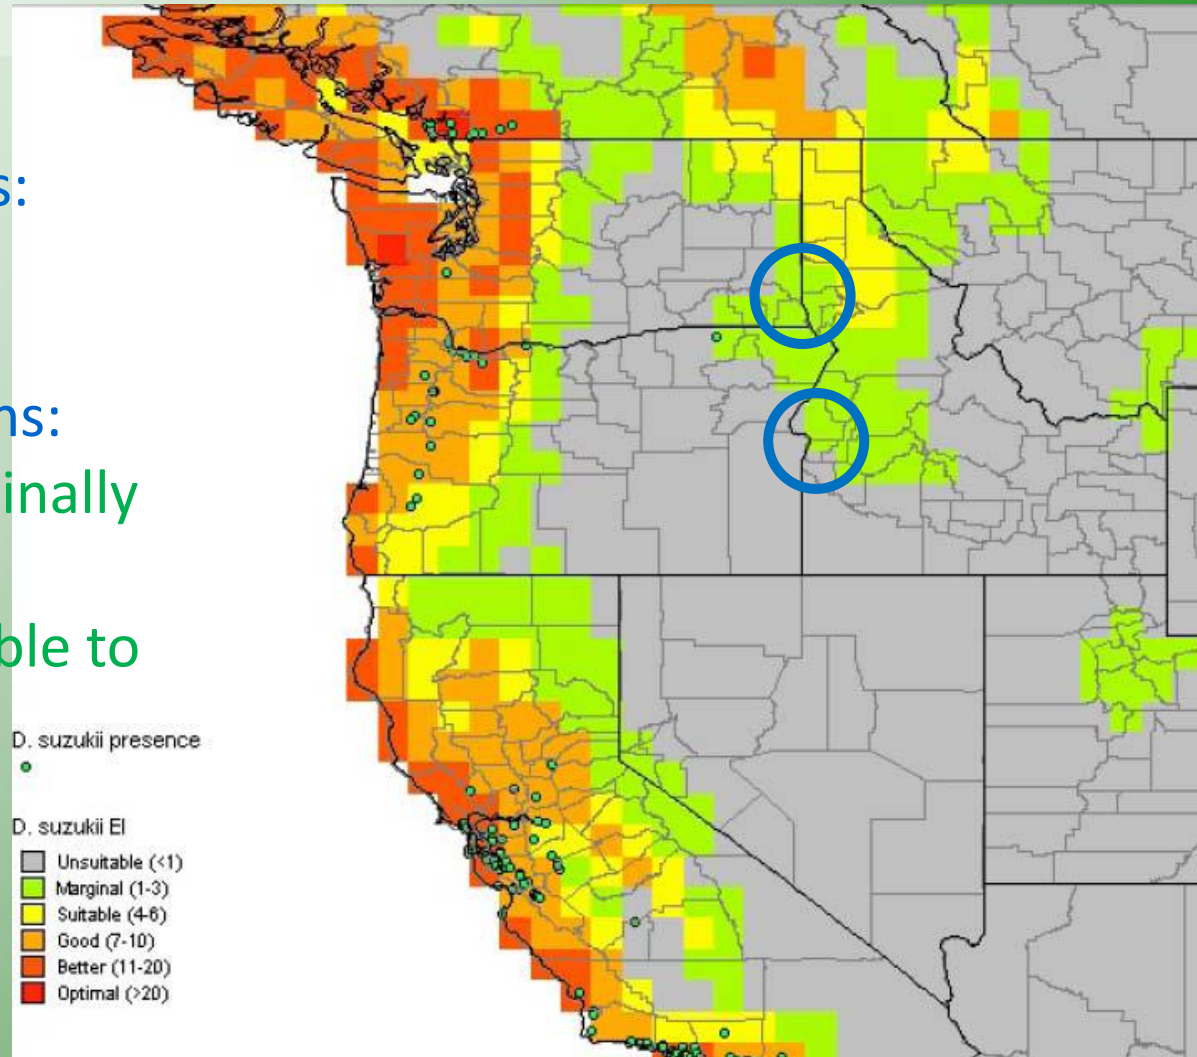 s:
ns:
inally
ble to
D. suzukii presence
D. suzukii EI
Unsuitable (<1)
Marginal (1-3)
Suitable (4-6)
Good (7-10)
Better (11-20)
Optimal (>20)